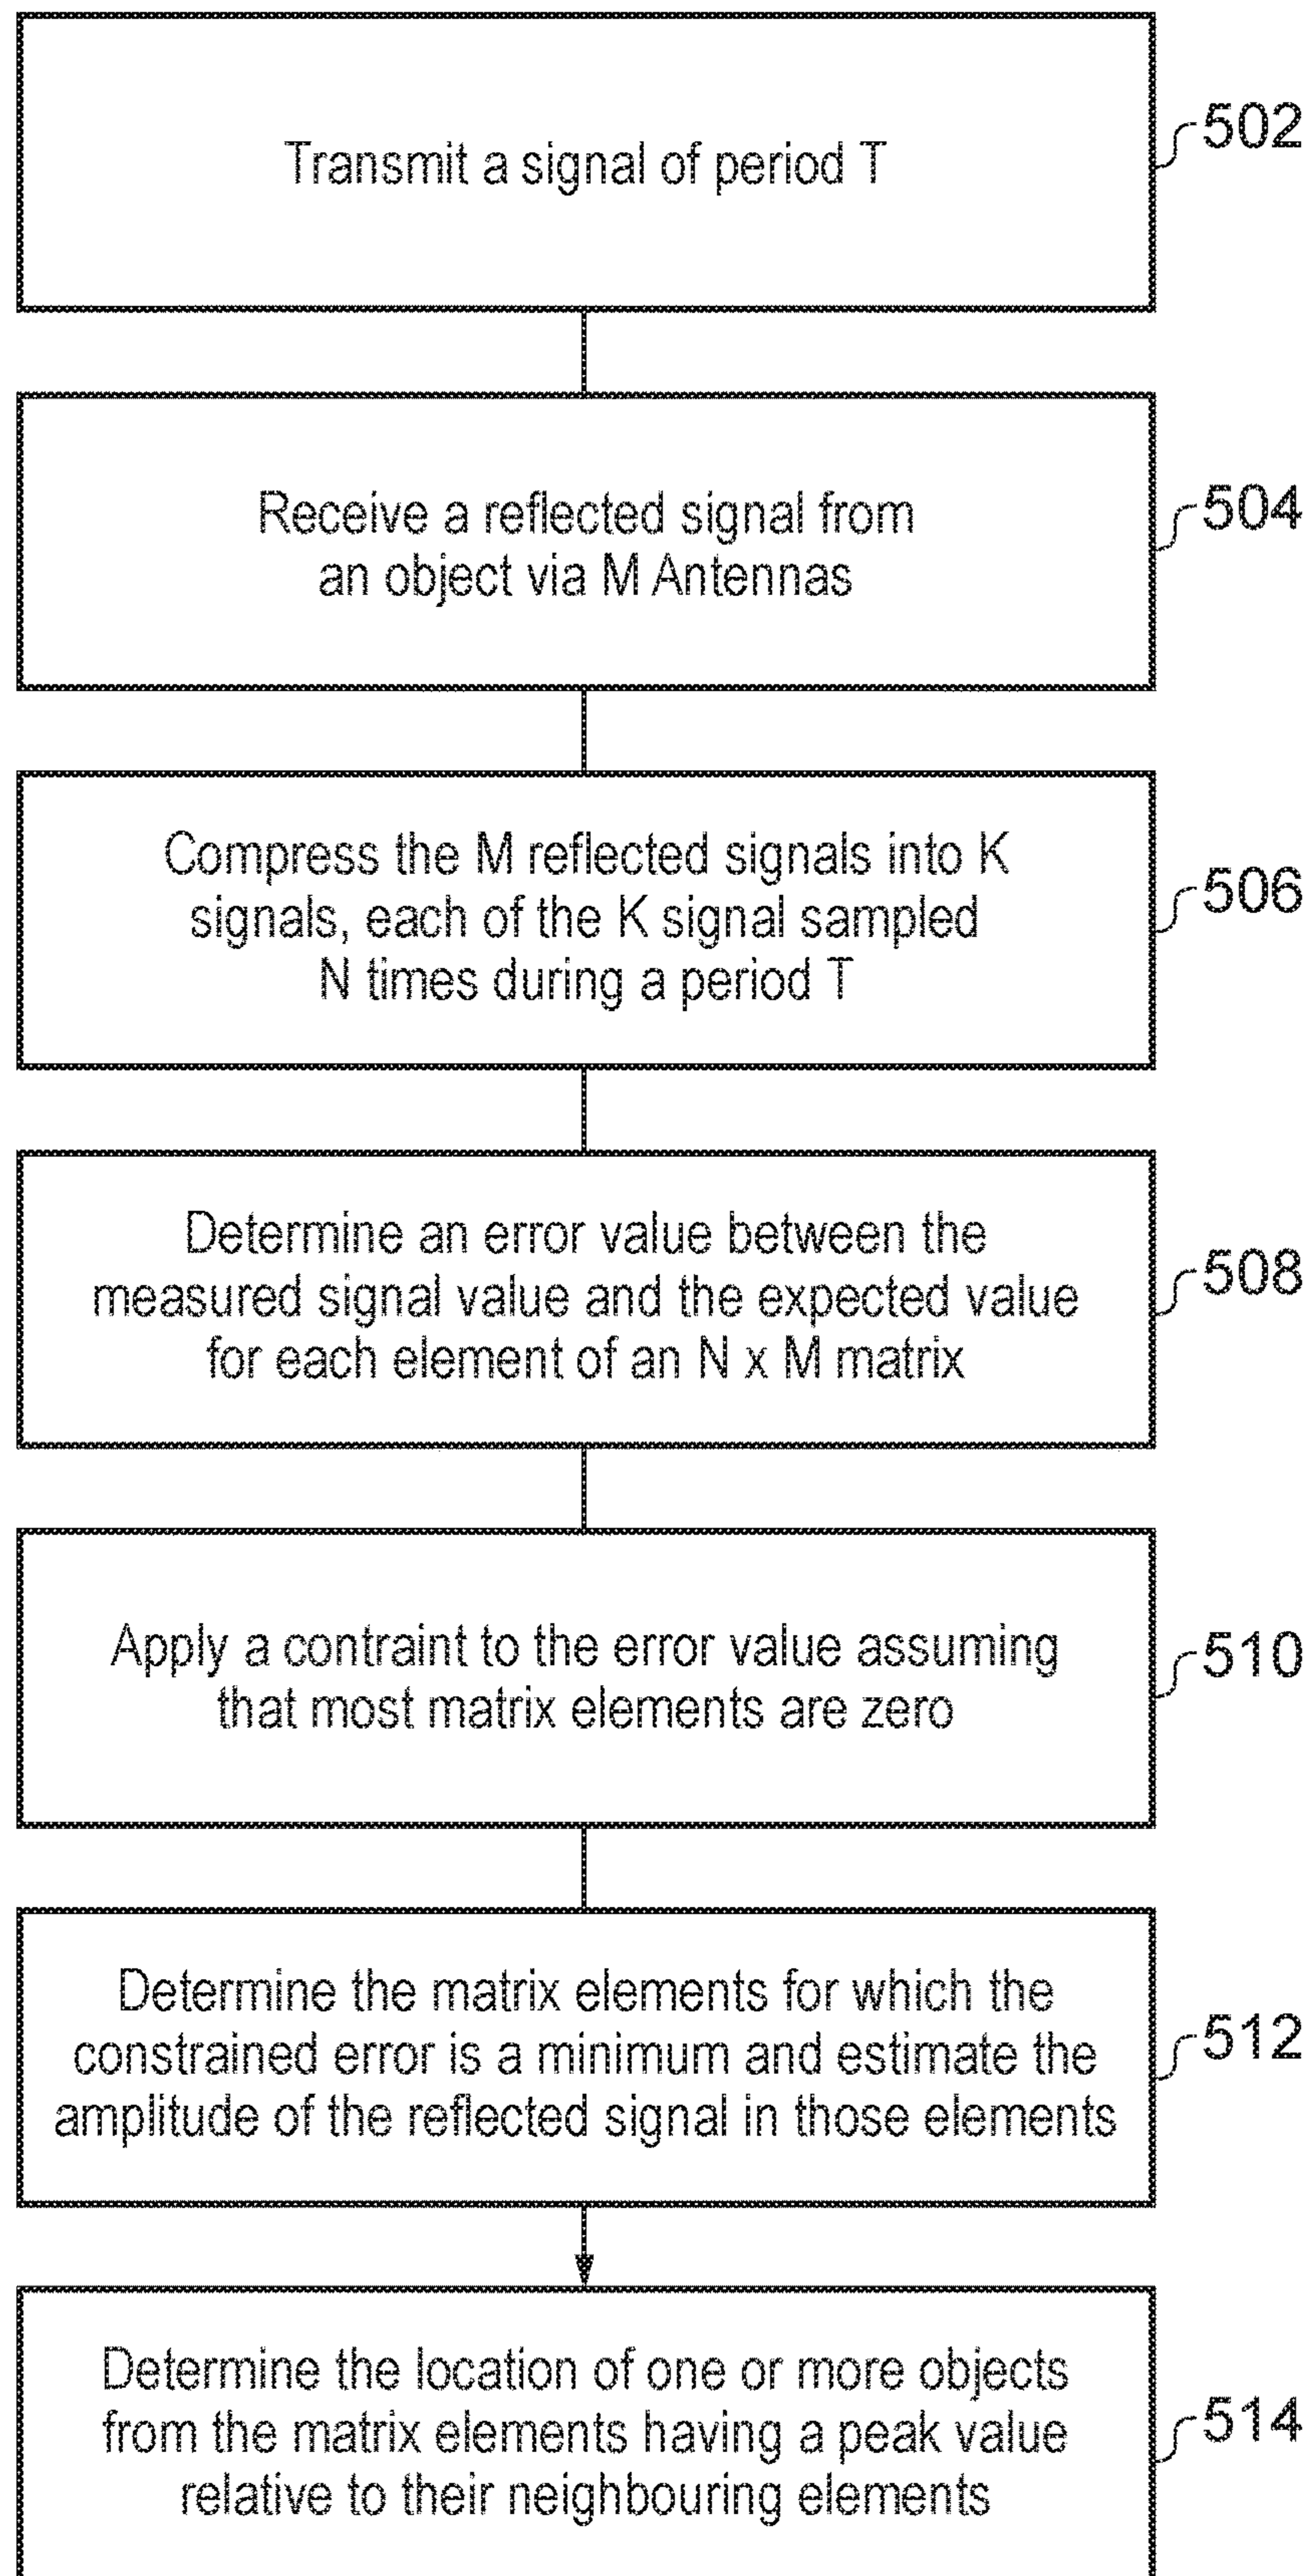 Transmit a signal of period T
502
Receive a reflected signal from
an object via M Antennas
504
Compress the M reflected signals into K
signals, each of the K signal sampled
N times during a period T
506
Determine an error value between the
measured signal value and the expected value
for each element of an N x M matrix
508
Apply a contraint to the error value assuming
that most matrix elements are zero
510
Determine the matrix elements for which the
constrained error is a minimum and estimate the
amplitude of the reflected signal in those elements
512
Determine the location of one or more objects
from the matrix elements having a peak value
relative to their neighbouring elements
514